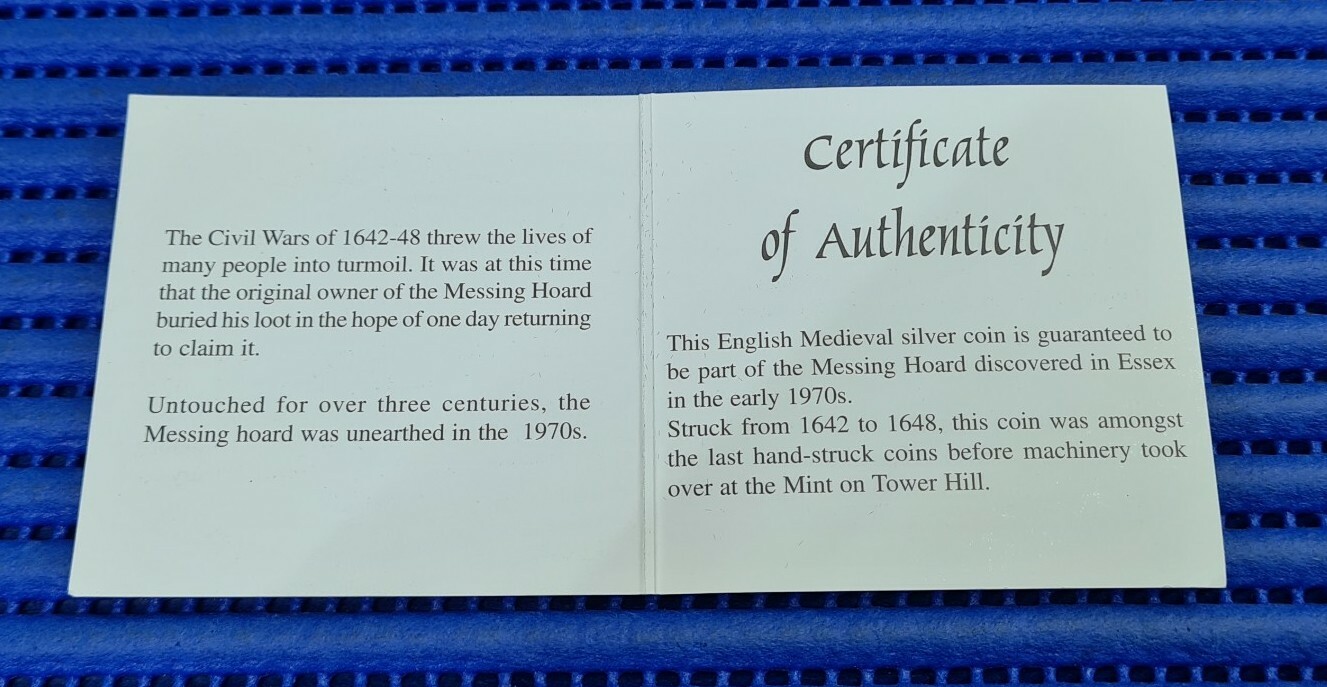 The Civil Wars of 1642-48 threw the lives of
many people into turmoil. It was at this time
that the original owner of the Messing Hoard
buried his loot in the hope of one day returning
to claim it.
Untouched for over three centuries, the
Messing hoard was unearthed in the 1970s.
Certificate
of Authenticity
This English Medieval silver coin is guaranteed to
be part of the Messing Hoard discovered in Essex
in the early 1970s.
Struck from 1642 to 1648, this coin was amongst
the last hand-struck coins before machinery took
over at the Mint on Tower Hill.